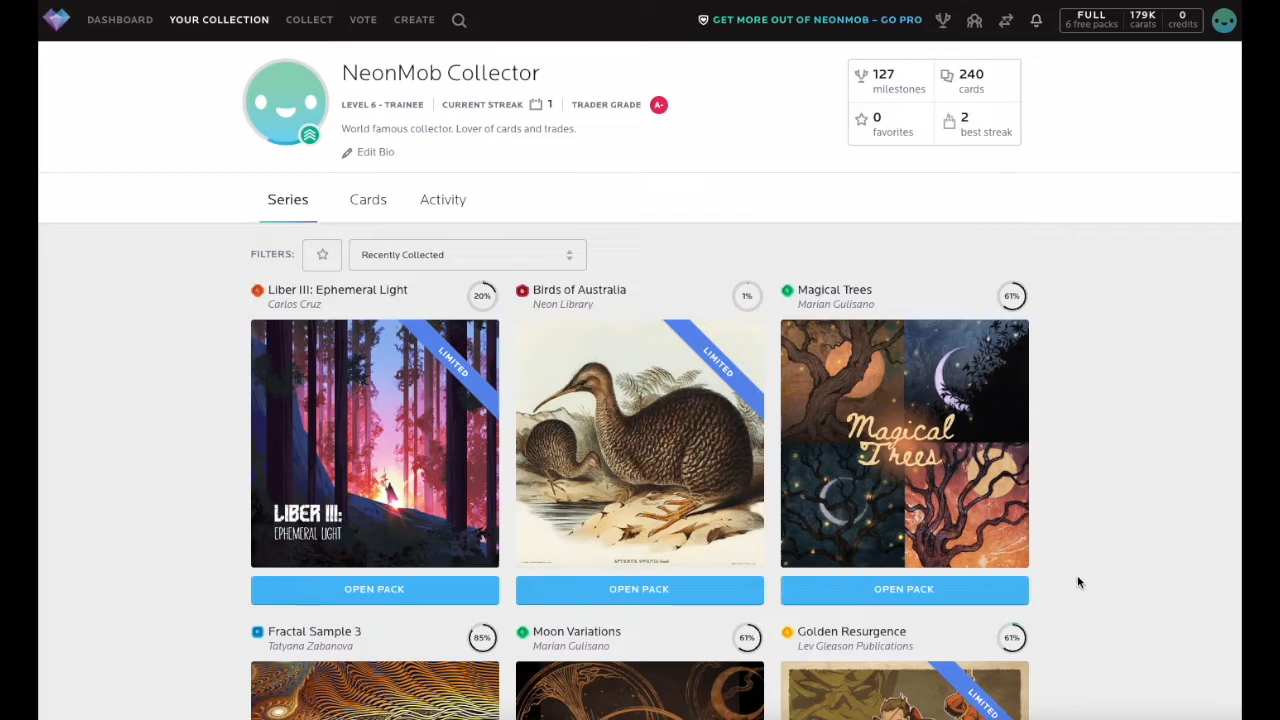 DASHBOARD YOUR COLLECTION COLLECT VOTE CREATE GET MORE OUT OF NEONMOB – GO PRO FULL 179K 0
6 free packs carats credits
NeonMob Collector
LEVEL 6 - TRAINEE CURRENT STREAK 1 TRADER GRADE A-
World famous collector. Lover of cards and trades.
Edit Bio
127 240
milestones cards
0 2
favorites best streak
Series Cards Activity
FILTERS: Recently Collected
Liber III: Ephemeral Light 20% Birds of Australia 1% Magical Trees 61%
Carlos Cruz Neon Library Marian Gulisano
LIMITED LIMITED
Magical
Trees
LIBER III:
EPHEMERAL LIGHT
OPEN PACK OPEN PACK OPEN PACK
Fractal Sample 3 85% Moon Variations 61% Golden Resurgence 61%
Tatyana Zabanova Marian Gulisano Lev Gleason Publications
LIMITED